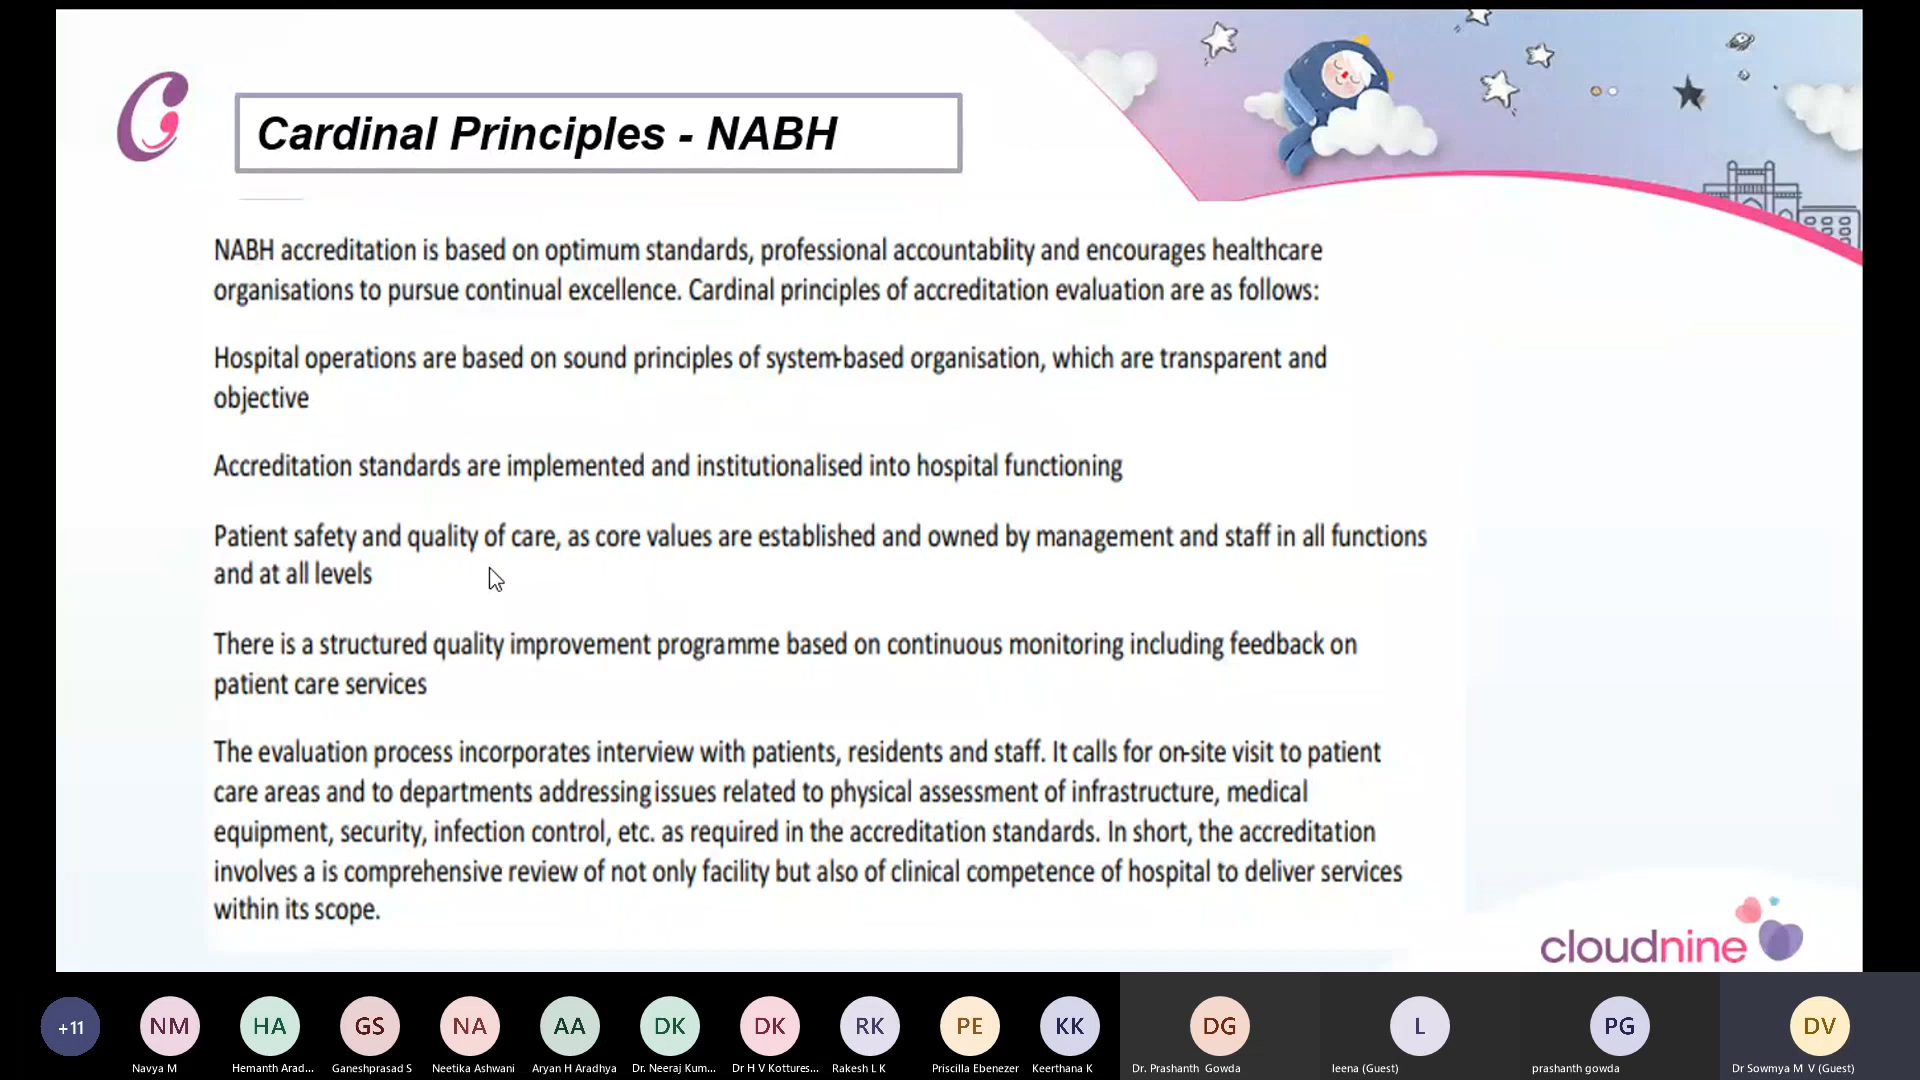 Cardinal Principles - NABH
NABH accreditation is based on optimum standards, professional accountability and encourages healthcare
organisations to pursue continual excellence. Cardinal principles of accreditation evaluation are as follows:
Hospital operations are based on sound principles of system-based organisation, which are transparent and
objective
Accreditation standards are implemented and institutionalised into hospital functioning
Patient safety and quality of care, as core values are established and owned by management and staff in all functions
and at all levels
There is a structured quality improvement programme based on continuous monitoring including feedback on
patient care services
The evaluation process incorporates interview with patients, residents and staff. It calls for on-site visit to patient
care areas and to departments addressing issues related to physical assessment of infrastructure, medical
equipment, security, infection control, etc. as required in the accreditation standards. In short, the accreditation
involves a is comprehensive review of not only facility but also of clinical competence of hospital to deliver services
within its scope.
cloudnine
+11 NM HA GS NA AA DK DK RK PE KK DG L PG DV
Navya M Hemanth Arad... Ganeshprasad S Neetika Ashwani Aryan H Aradhya Dr. Neeraj Kum... Dr H V Kottures... Rakesh L K Priscilla Ebenezer Keerthana K Dr. Prashanth Gowda leena (Guest) prashanth gowda Dr Sowmya M V (Guest)